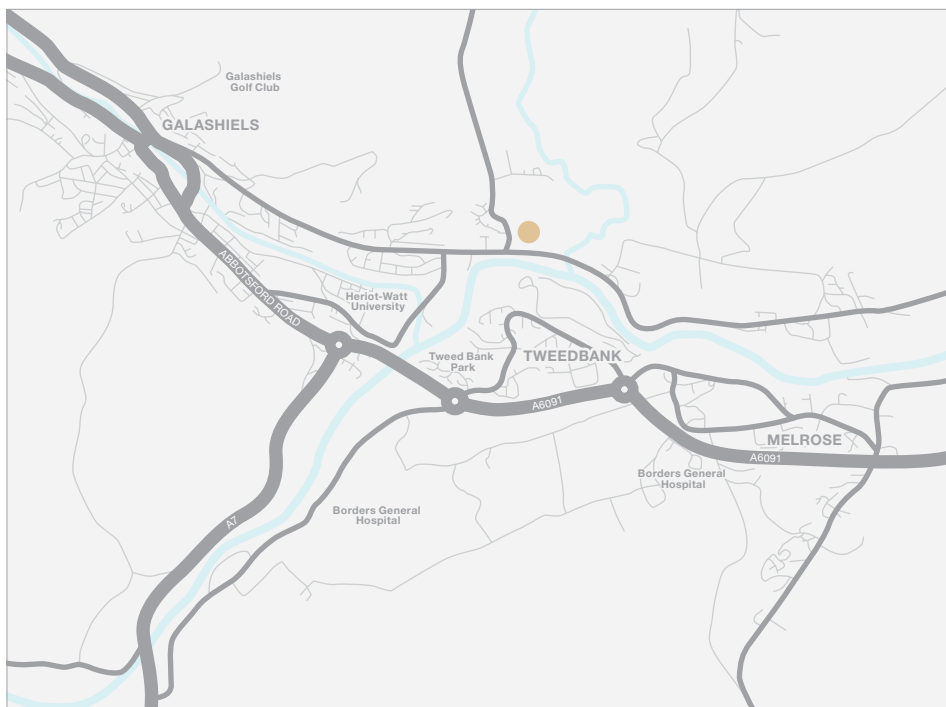 Galashiels
Golf Club
GALASHIELS
ABBOTSFORD ROAD
Heriot-Watt
University
Tweed Bank
Park
TWEEDBANK
A6091
MELROSE
A6091
Borders General
Hospital
Borders General
Hospital
A7